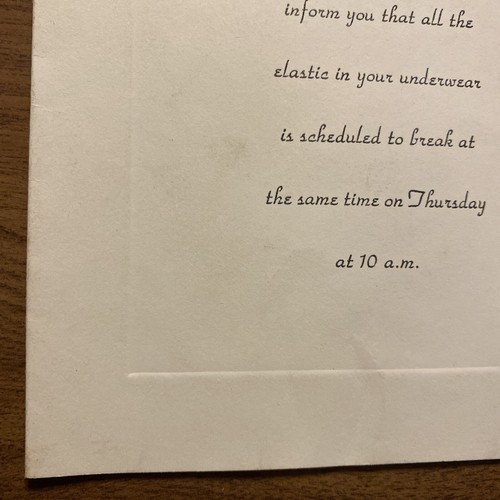 inform you that all the
elastic in your underwear
is scheduled to break at
the same time on Thursday
at 10 a.m.